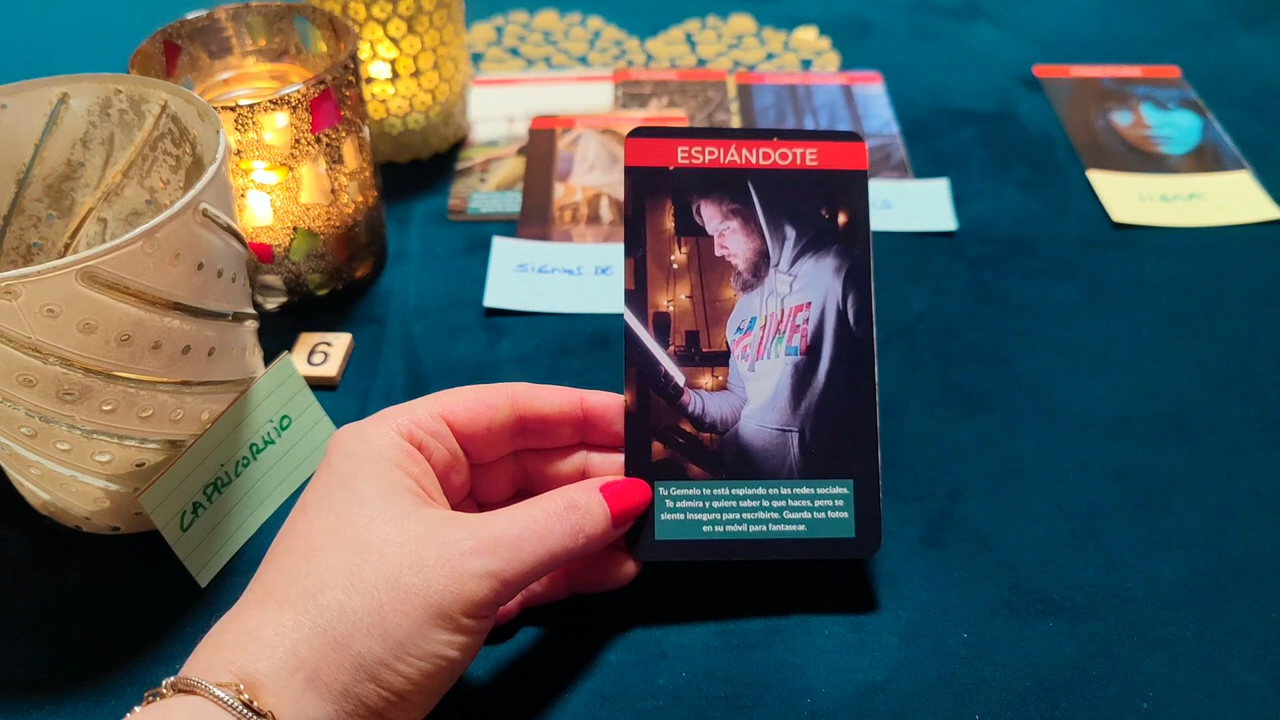 ESPIÁNDOTE
SIGNOS DE
6
CAPRICORNIO
Tu Gemelo te está espiando en las redes sociales.
Te admira y quiere saber lo que haces, pero se
siente inseguro para escribirte. Guarda tus fotos
en su móvil para fantasear.